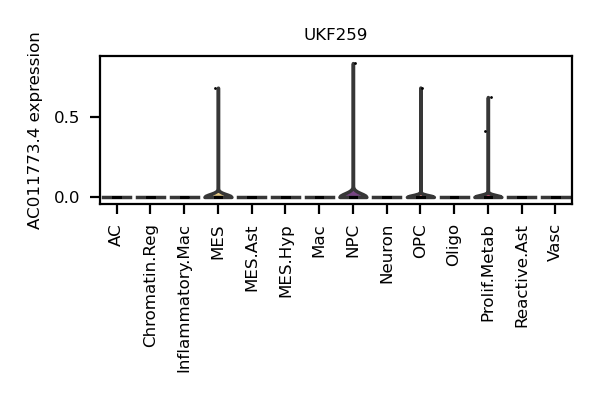 UKF259
AC011773.4 expression
0.5
0.0
AC
Chromatin.Reg
Inflammatory.Mac
MES
MES.Ast
MES.Hyp
Mac
NPC
Neuron
OPC
Oligo
Prolif.Metab
Reactive.Ast
Vasc